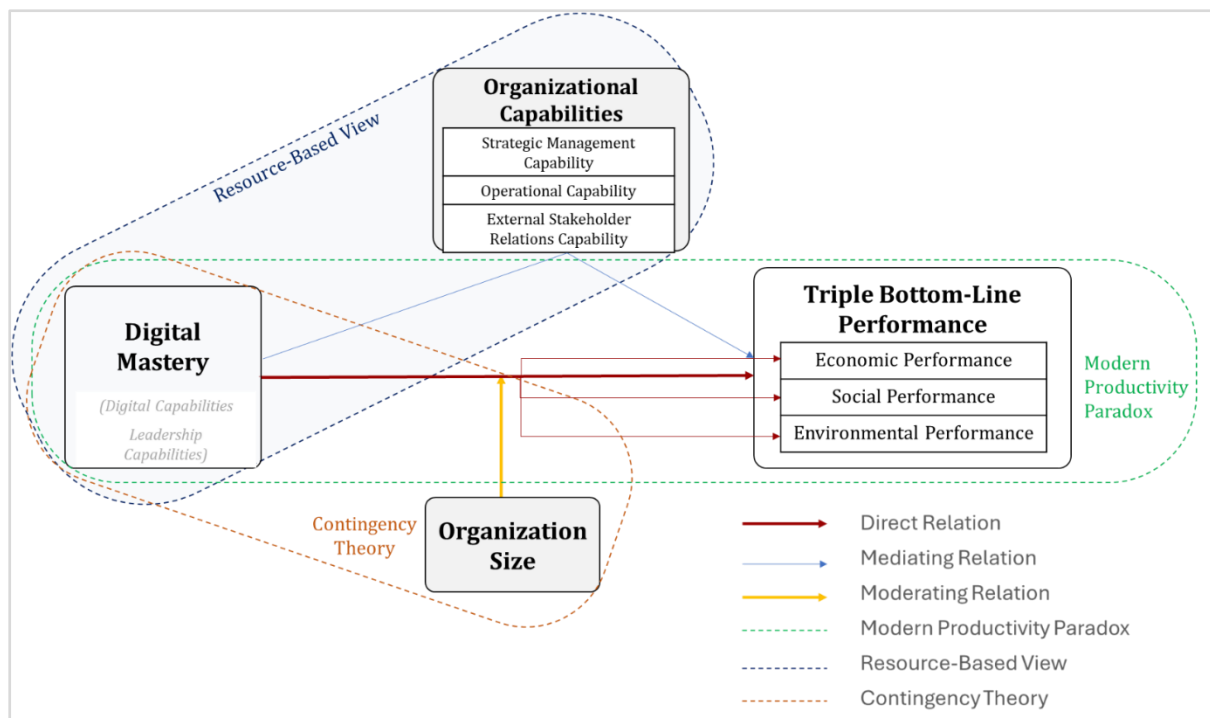 Organizational
Capabilities
Strategic Management
Capability
Operational Capability
External Stakeholder
Relations Capability
Resource-Based View
Digital
Mastery
(Digital Capabilities
Leadership
Capabilities)
Triple Bottom-Line
Performance
Economic Performance
Social Performance
Environmental Performance
Modern
Productivity
Paradox
Contingency
Theory
Organization
Size
Direct Relation
Mediating Relation
Moderating Relation
Modern Productivity Paradox
Resource-Based View
Contingency Theory